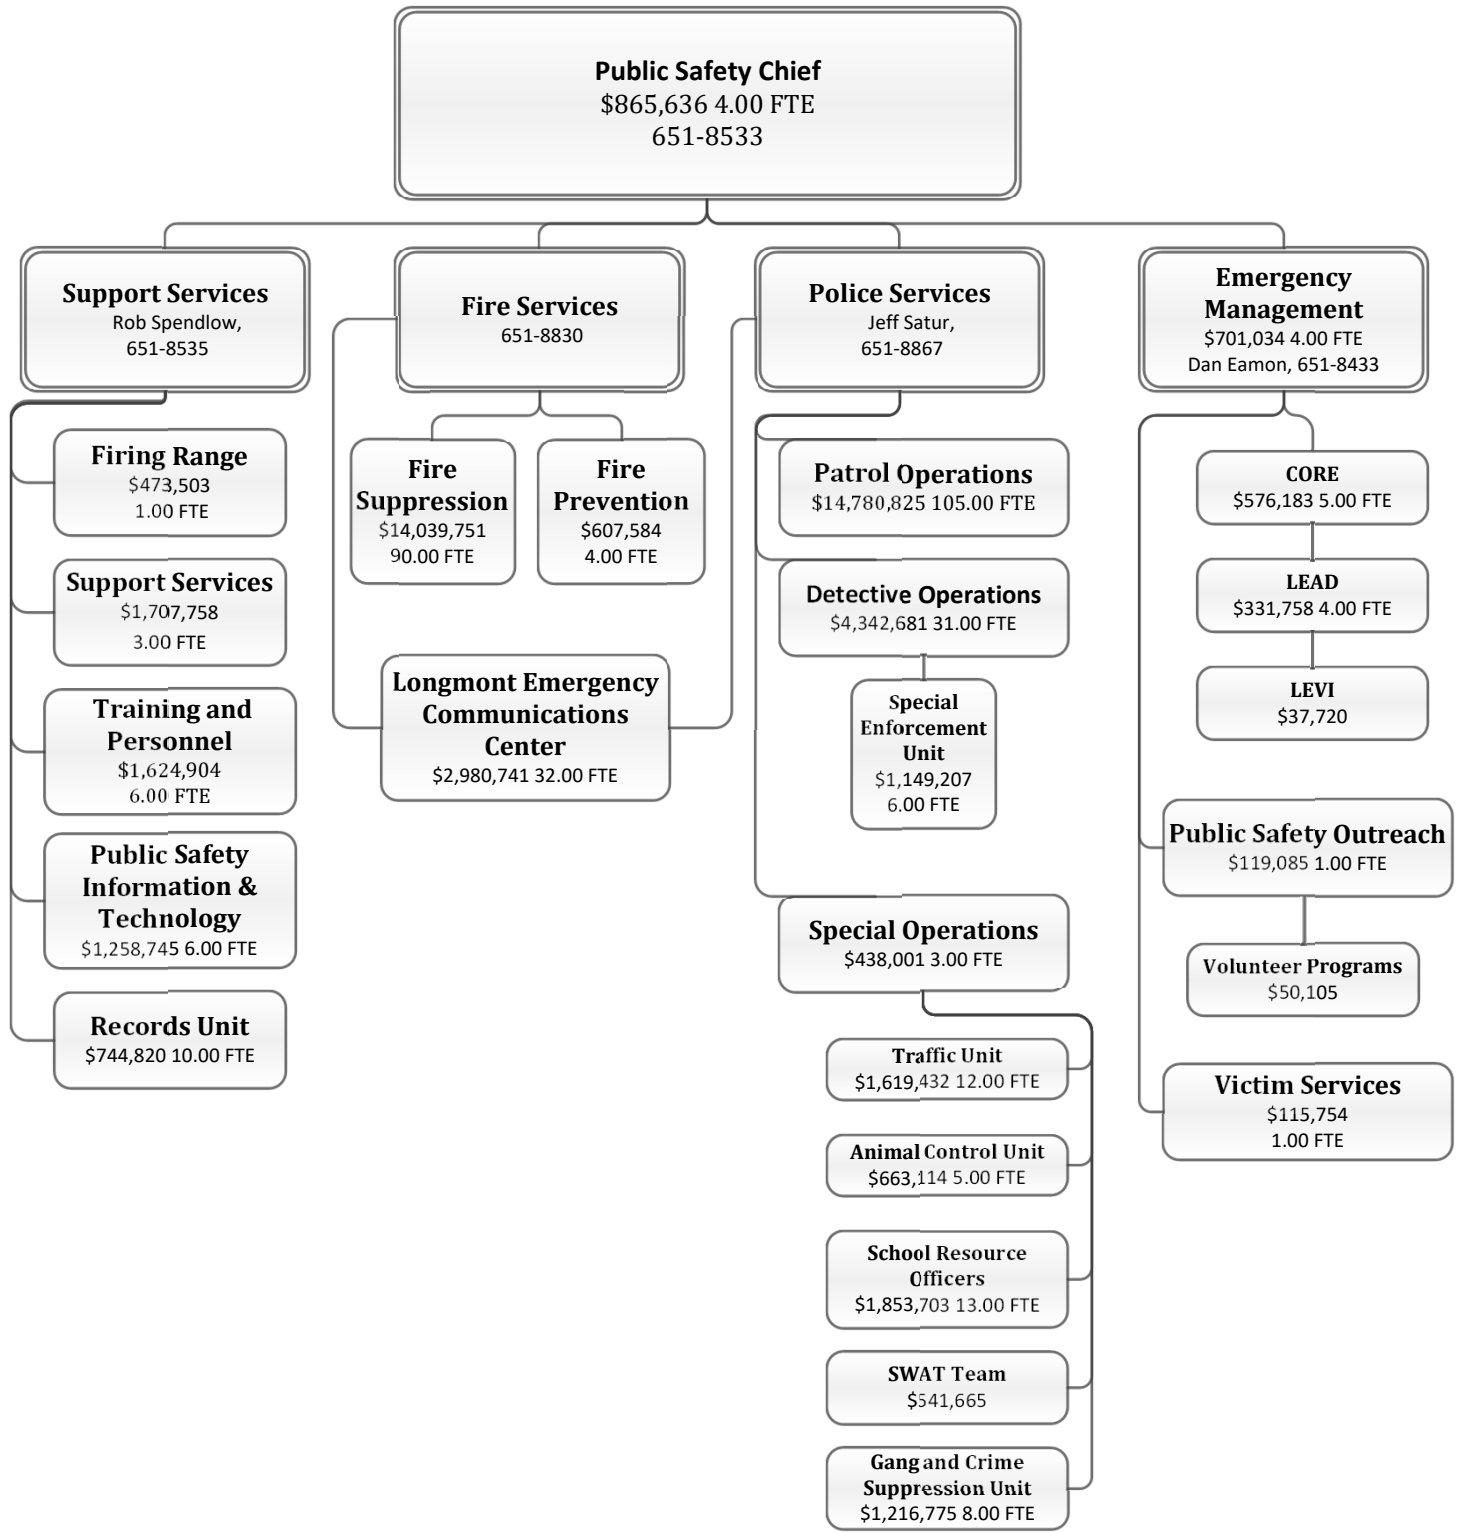 Public Safety Chief
$865,636 4.00 FTE
651-8533
Support Services
Rob Spendlow,
651-8535
Firing Range
$473,503
1.00 FTE
Support Services
$1,707,758
3.00 FTE
Training and
Personnel
$1,624,904
6.00 FTE
Public Safety
Information &
Technology
$1,258,745 6.00 FTE
Records Unit
$744,820 10.00 FTE
Fire Services
651-8830
Fire
Suppression
$14,039,751
90.00 FTE
Fire
Prevention
$607,584
4.00 FTE
Longmont Emergency
Communications
Center
$2,980,741 32.00 FTE
Police Services
Jeff Satur,
651-8867
Patrol Operations
$14,780,825 105.00 FTE
Detective Operations
$4,342,681 31.00 FTE
Special
Enforcement
Unit
$1,149,207
6.00 FTE
Special Operations
$438,001 3.00 FTE
Traffic Unit
$1,619,432 12.00 FTE
Animal Control Unit
$663,114 5.00 FTE
School Resource
Officers
$1,853,703 13.00 FTE
SWAT Team
$541,665
Gang and Crime
Suppression Unit
$1,216,775 8.00 FTE
Emergency
Management
$701,034 4.00 FTE
Dan Eamon, 651-8433
CORE
$576,183 5.00 FTE
LEAD
$331,758 4.00 FTE
LEVI
$37,720
Public Safety Outreach
$119,085 1.00 FTE
Volunteer Programs
$50,105
Victim Services
$115,754
1.00 FTE